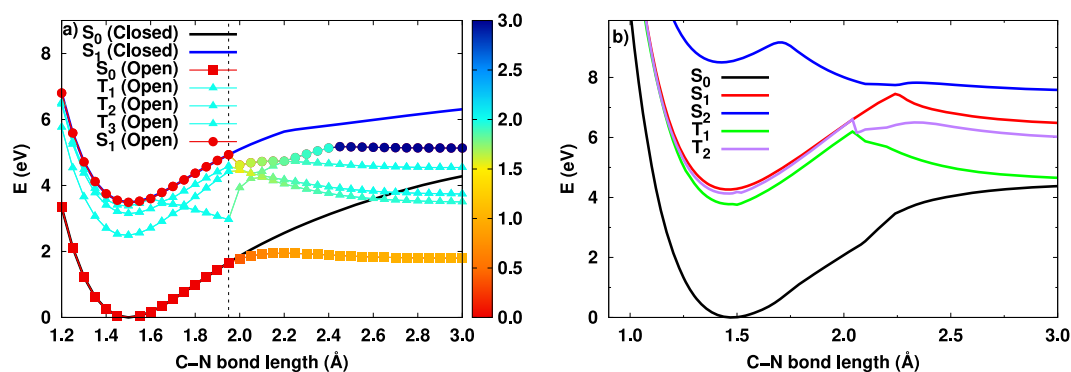 a)
S0 (Closed)
S1 (Closed)
S0 (Open)
T1 (Open)
T2 (Open)
T3 (Open)
S1 (Open)
E (eV)
8
6
4
2
0
1.2 1.4 1.6 1.8 2.0 2.2 2.4 2.6 2.8 3.0
C−N bond length (Å)
3.0
2.5
2.0
1.5
1.0
0.5
0.0
b)
S0
S1
S2
T1
T2
E (eV)
8
6
4
2
0
1.0 1.5 2.0 2.5 3.0
C−N bond length (Å)